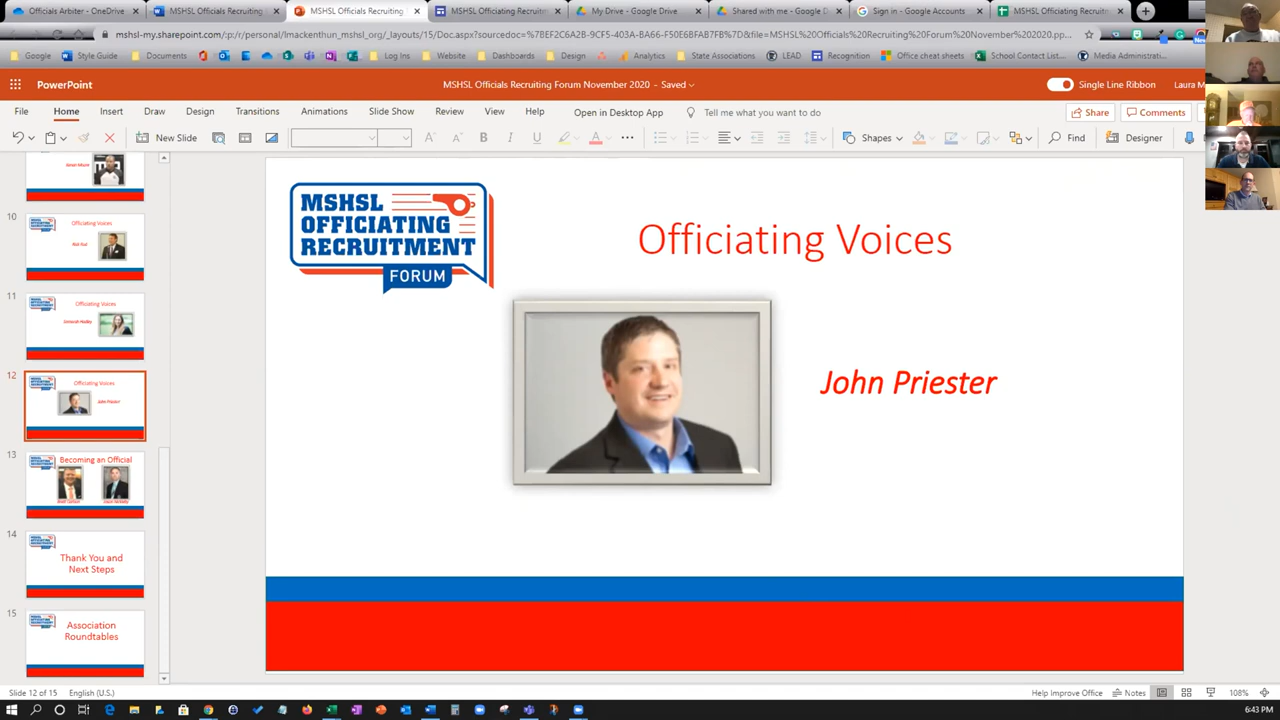 Officials Arbiter - OneDrive
MSHSL Officials Recruiting
MSHSL Officials Recruiting
MSHSL Officiating Recruitm
My Drive - Google Drive
Shared with me - Google D
Sign in - Google Accounts
MSHSL Officiating Recruitm
Google
Style Guide
Documents
Log Ins
Website
Dashboards
Design
Analytics
State Associations
LEAD
Recognition
Office cheat sheets
School Contact List...
Media Administrati...
PowerPoint
MSHSL Officials Recruiting Forum November 2020 - Saved
Single Line Ribbon
Laura M
File
Home
Insert
Draw
Design
Transitions
Animations
Slide Show
Review
View
Help
Open in Desktop App
Tell me what you want to do
Share
Comments
New Slide
B
U
A
Shapes
Find
Designer
10
Officiating Voices
11
Officiating Voices
12
Officiating Voices
John Priester
13
Becoming an Official
14
Thank You and
Next Steps
15
Association
Roundtables
MSHSL
OFFICIATING
RECRUITMENT
FORUM
Officiating Voices
John Priester
Slide 12 of 15
English (U.S.)
Help Improve Office
Notes
108%
6:43 PM